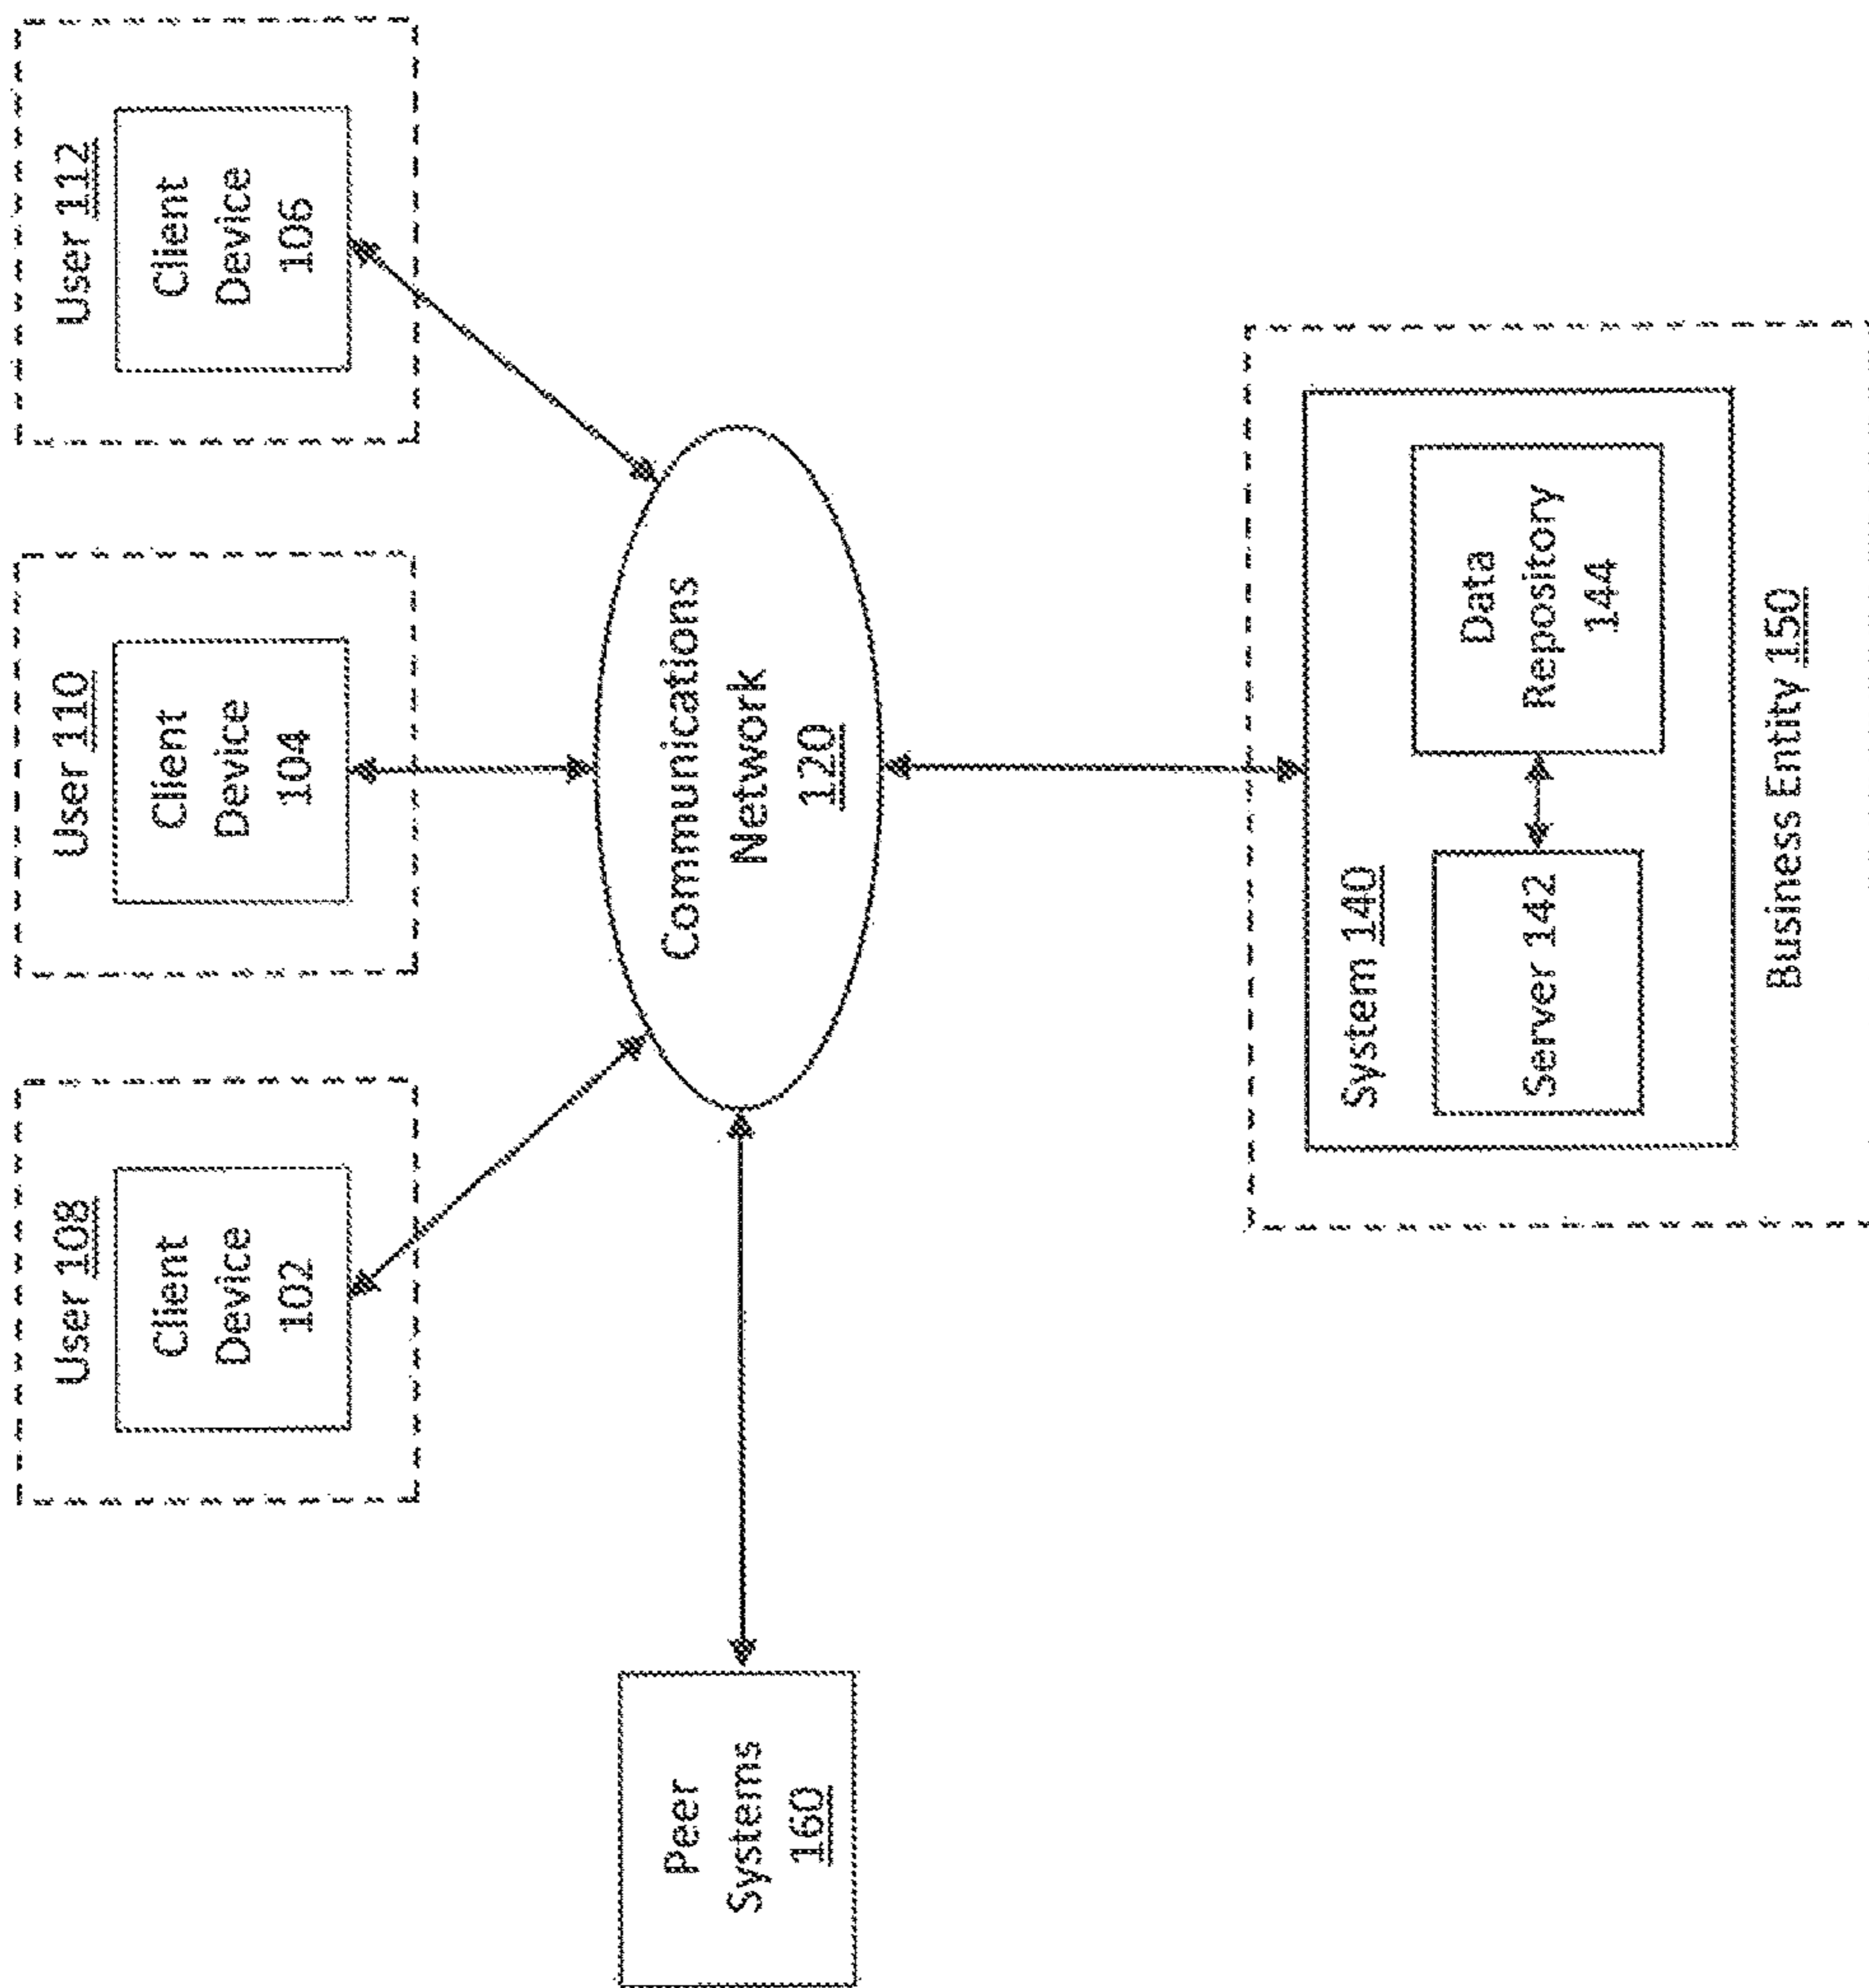 User 108
Client
Device
102
User 110
Client
Device
104
User 112
Client
Device
106
Peer
Systems
160
Communications
Network
120
System 140
Server 142
Data
Repository
144
Business Entity 150